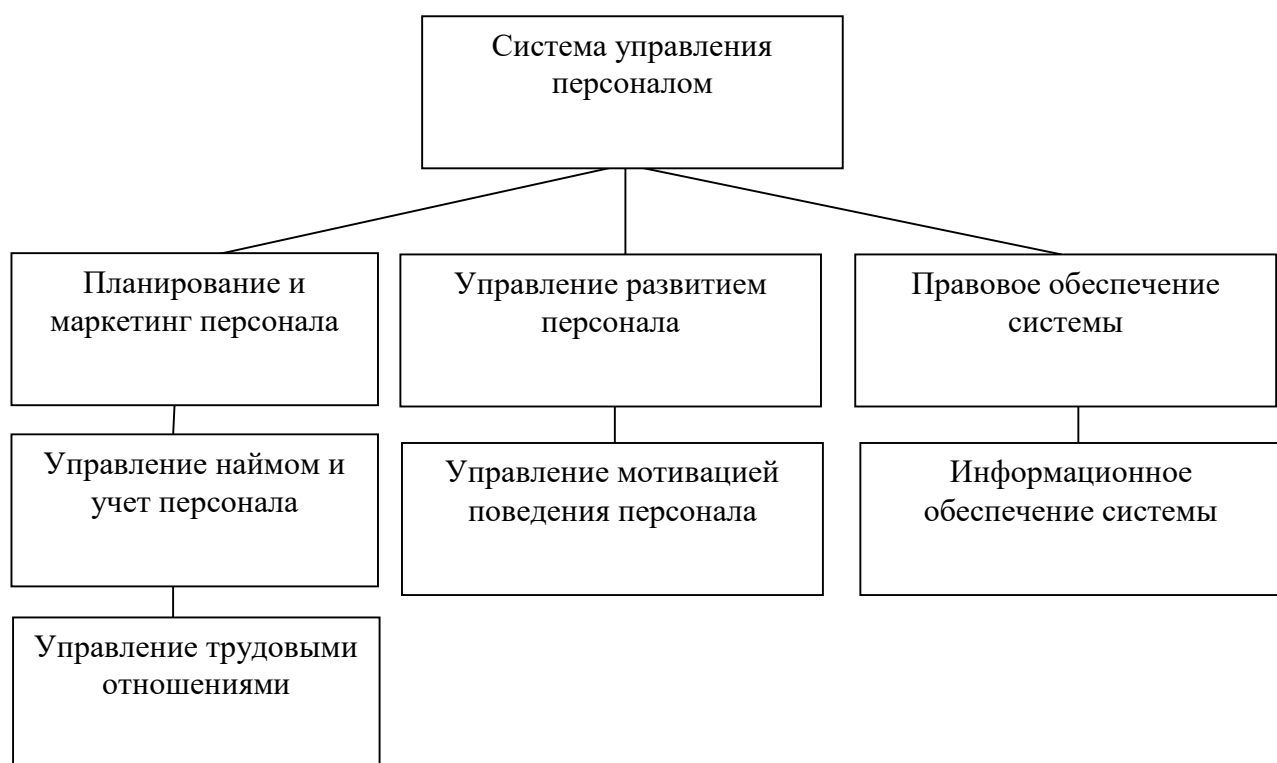 Система управления
персоналом
Планирование и
маркетинг персонала
Управление развитием
персонала
Правовое обеспечение
системы
Управление наймом и
учет персонала
Управление мотивацией
поведения персонала
Информационное
обеспечение системы
Управление трудовыми
отношениями